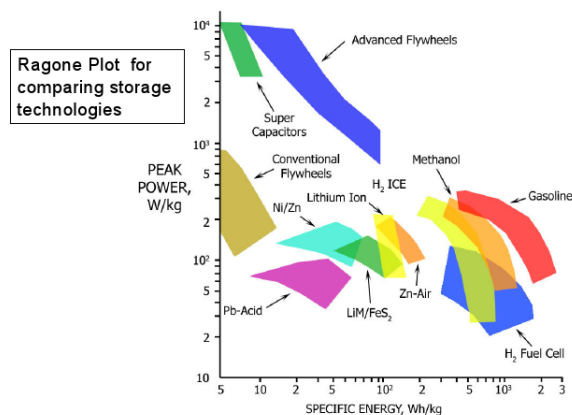 Ragone Plot for
comparing storage
technologies
PEAK
POWER,
W/kg
10⁴
5
2
10³
5
2
10²
5
2
10
Advanced Flywheels
Super
Capacitors
Conventional
Flywheels
H₂ ICE
Methanol
Lithium Ion
Gasoline
Ni/Zn
Zn-Air
Pb-Acid
LiM/FeS₂
H₂ Fuel Cell
5 10 2 5 10² 2 5 10³ 2 3
SPECIFIC ENERGY, Wh/kg